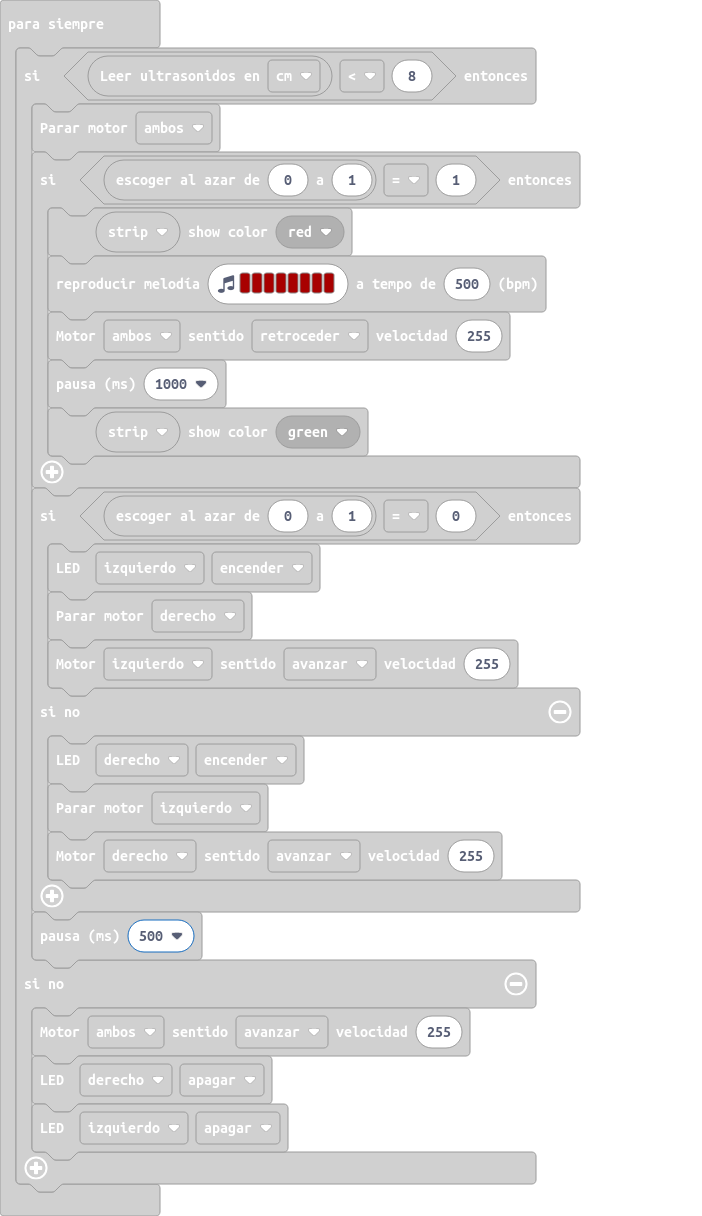 para siempre
si Leer ultrasonidos en cm < 8 entonces
Parar motor ambos
si escoger al azar de 0 a 1 = 1 entonces
strip show color red
reproducir melodía a tempo de 500 (bpm)
Motor ambos sentido retroceder velocidad 255
pausa (ms) 1000
strip show color green
si escoger al azar de 0 a 1 = 0 entonces
LED izquierdo encender
Parar motor derecho
Motor izquierdo sentido avanzar velocidad 255
si no
LED derecho encender
Parar motor izquierdo
Motor derecho sentido avanzar velocidad 255
pausa (ms) 500
si no
Motor ambos sentido avanzar velocidad 255
LED derecho apagar
LED izquierdo apagar